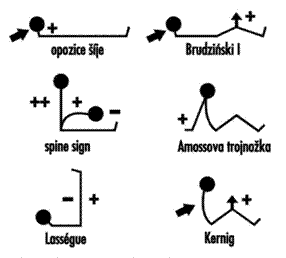 + +
opozice šíje Brudziński I
++ + - +
spine sign Amossova trojnožka
- + +
Lasségue Kernig